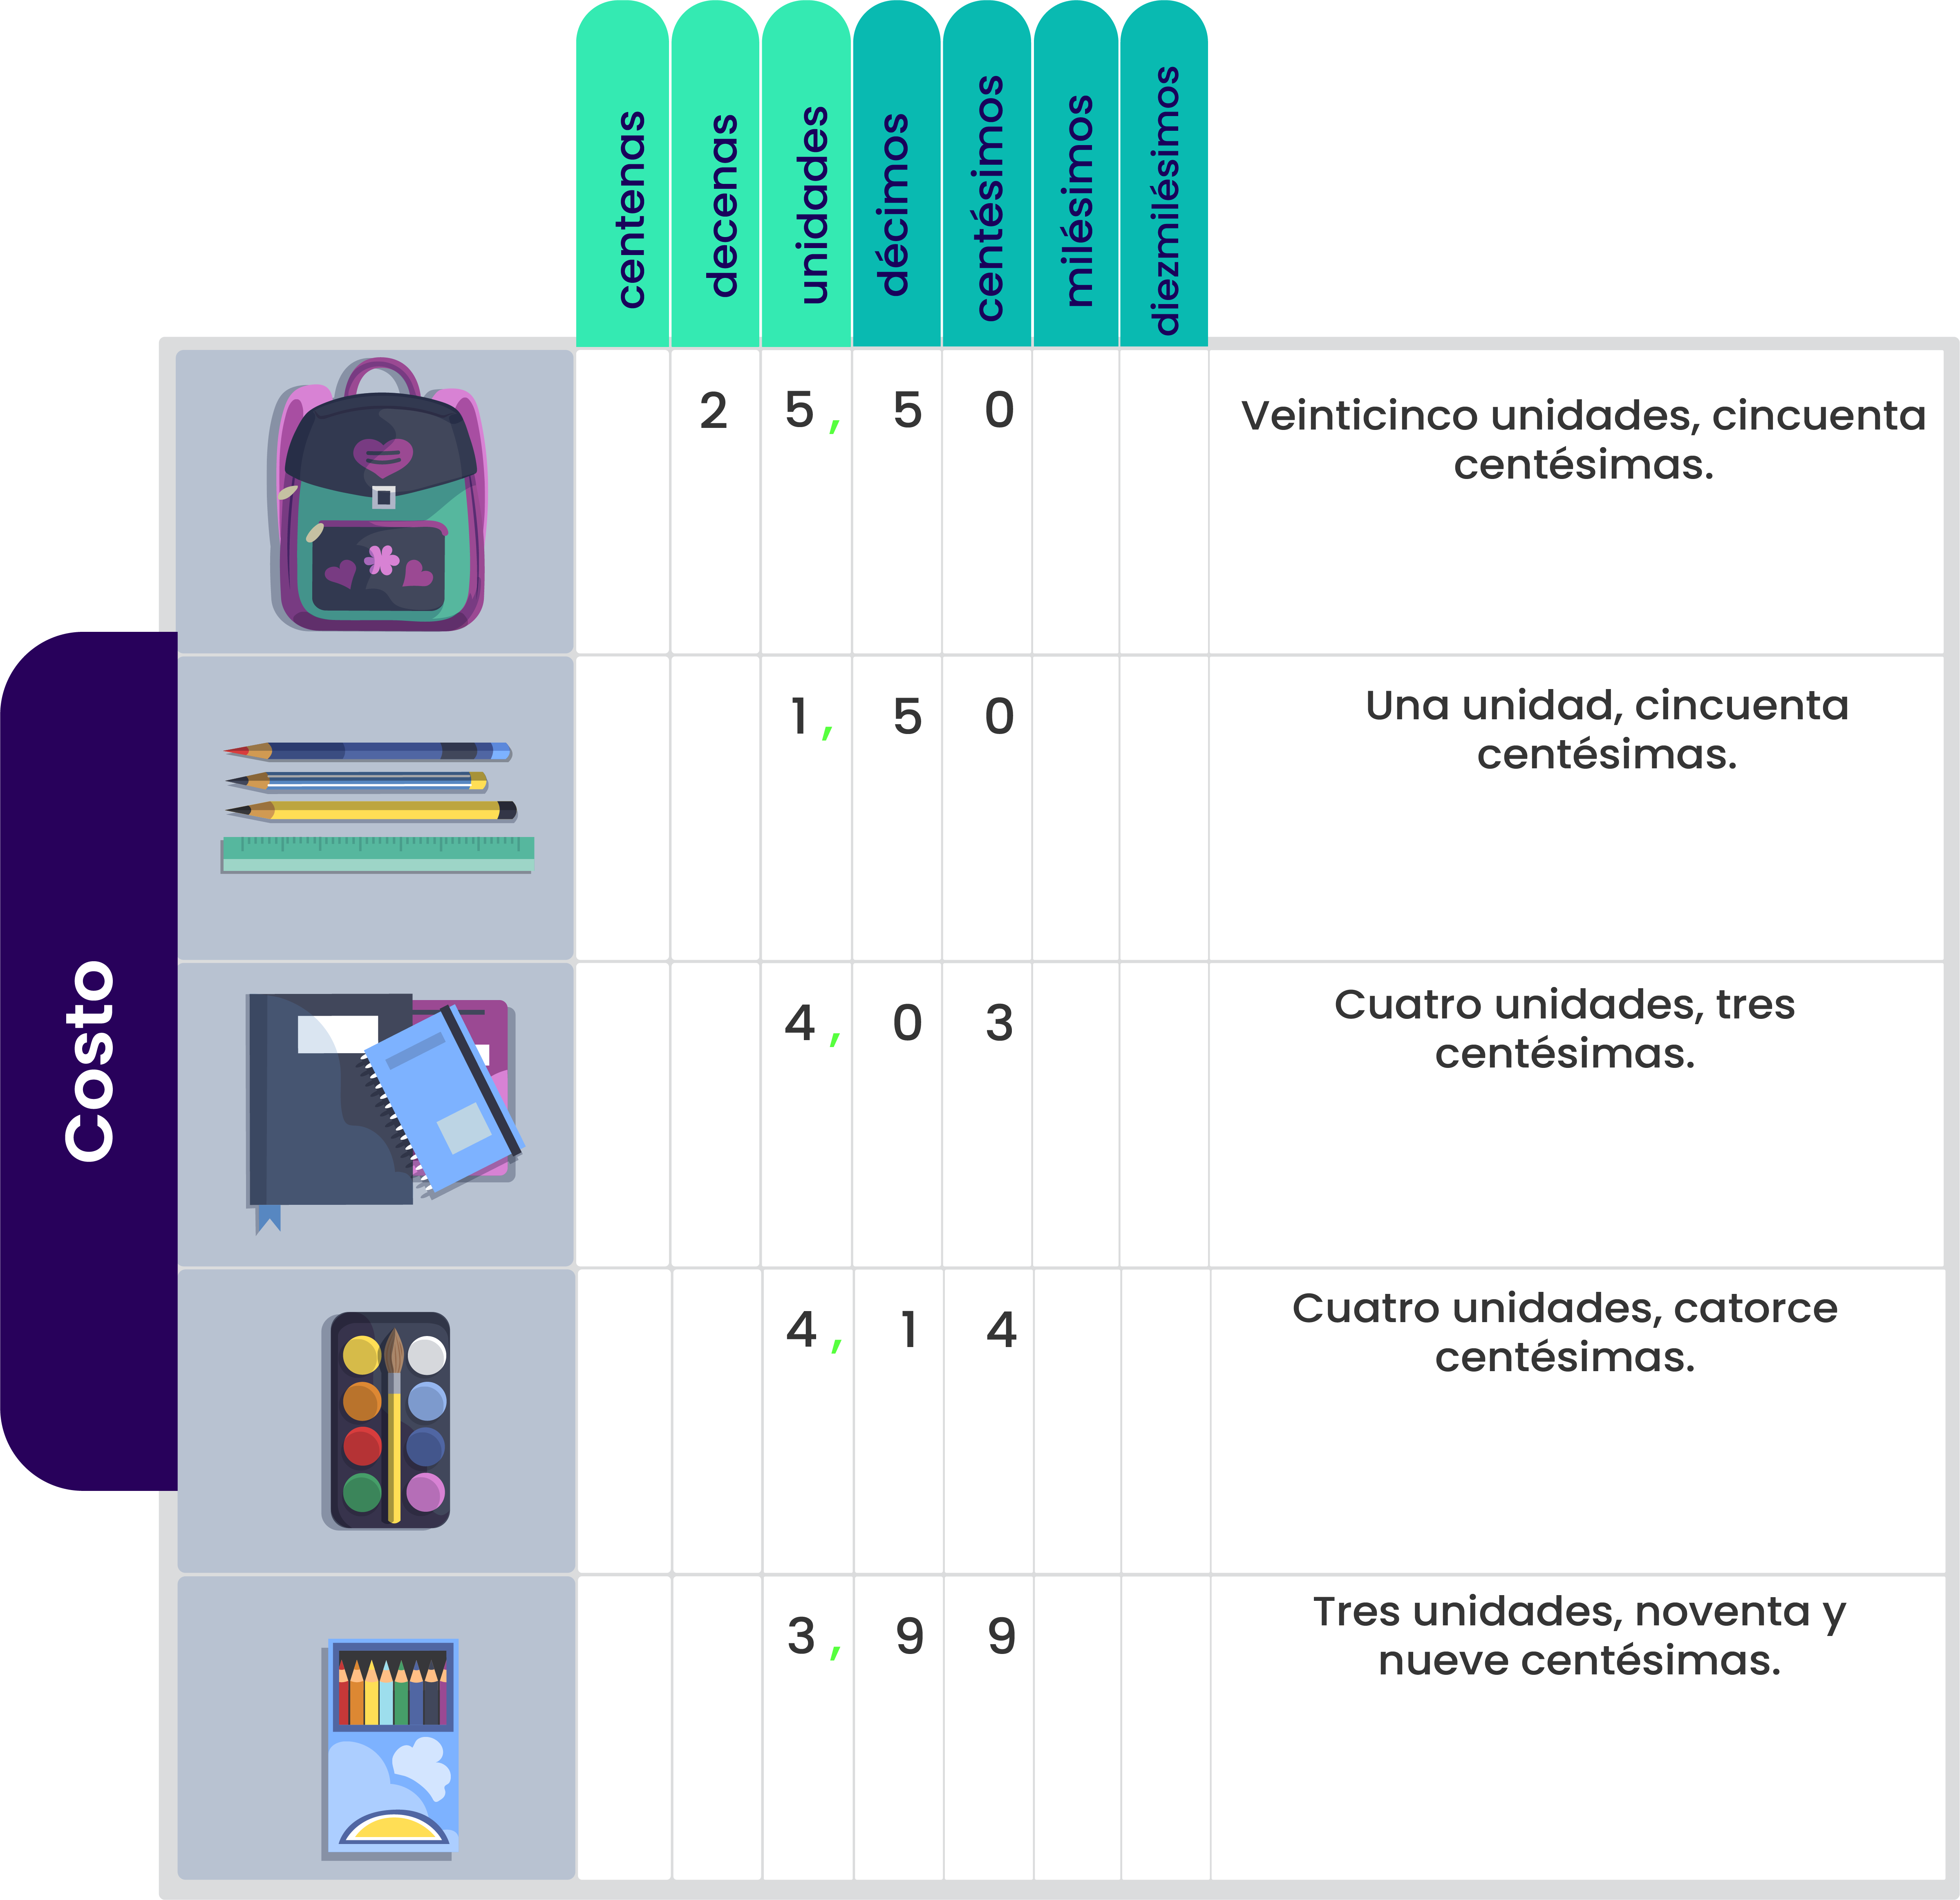 centenas
decenas
unidades
décimos
centésimos
milésimos
diezmilésimos
Costo
2 5, 5 0
Veinticinco unidades, cincuenta
centésimas.
1, 5 0
Una unidad, cincuenta
centésimas.
4, 0 3
Cuatro unidades, tres
centésimas.
4, 1 4
Cuatro unidades, catorce
centésimas.
3, 9 9
Tres unidades, noventa y
nueve centésimas.